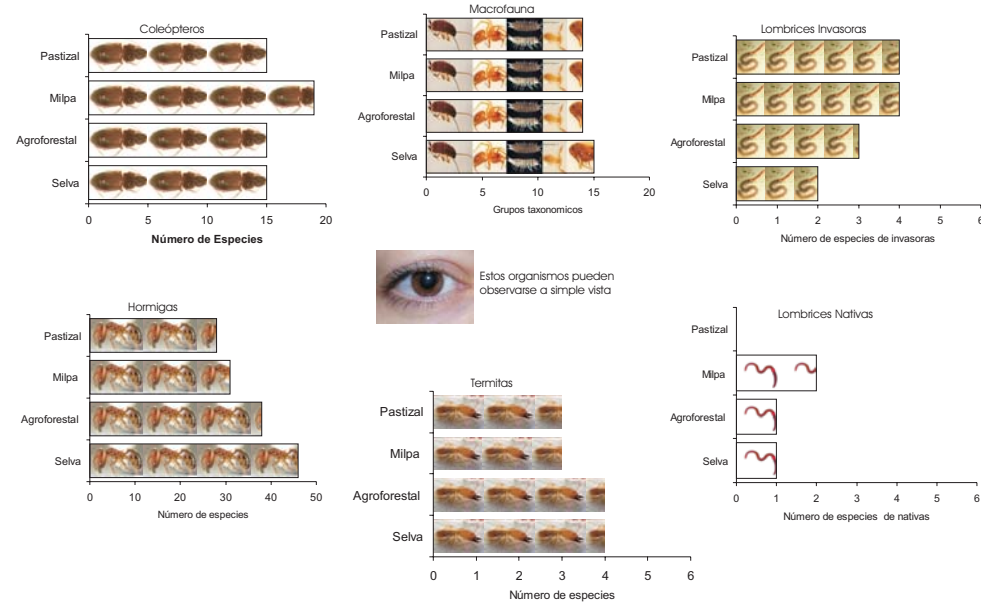 Coleópteros
Pastizal
Milpa
Agroforestal
Selva
0 5 10 15 20
Número de Especies
Macrofauna
Pastizal
Milpa
Agroforestal
Selva
0 5 10 15 20
Grupos taxonomicos
Lombrices Invasoras
Pastizal
Milpa
Agroforestal
Selva
0 1 2 3 4 5 6
Número de especies de invasoras
Estos organismos pueden
observarse a simple vista
Hormigas
Pastizal
Milpa
Agroforestal
Selva
0 10 20 30 40 50
Número de especies
Termitas
Pastizal
Milpa
Agroforestal
Selva
0 1 2 3 4 5 6
Número de especies
Lombrices Nativas
Pastizal
Milpa
Agroforestal
Selva
0 1 2 3 4 5 6
Número de especies de nativas